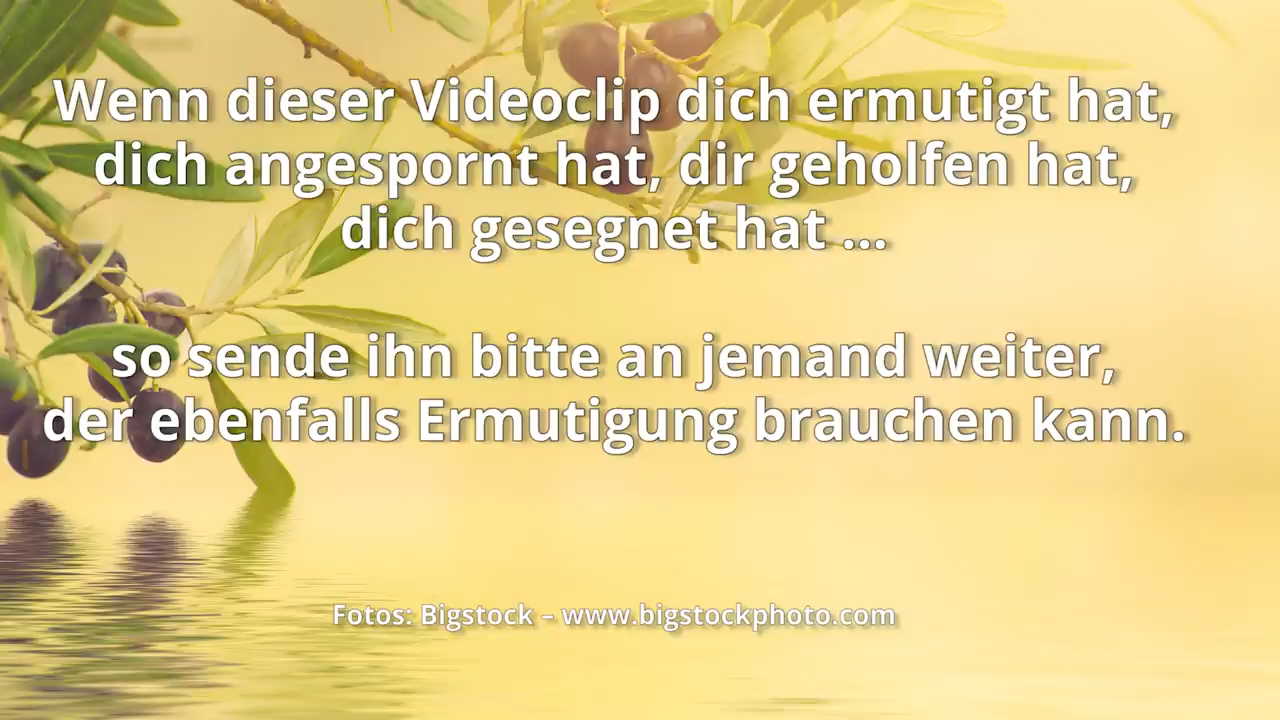 Wenn dieser Videoclip dich ermutigt hat,
dich angespornt hat, dir geholfen hat,
dich gesegnet hat ...
so sende ihn bitte an jemand weiter,
der ebenfalls Ermutigung brauchen kann.
Fotos: Bigstock – www.bigstockphoto.com